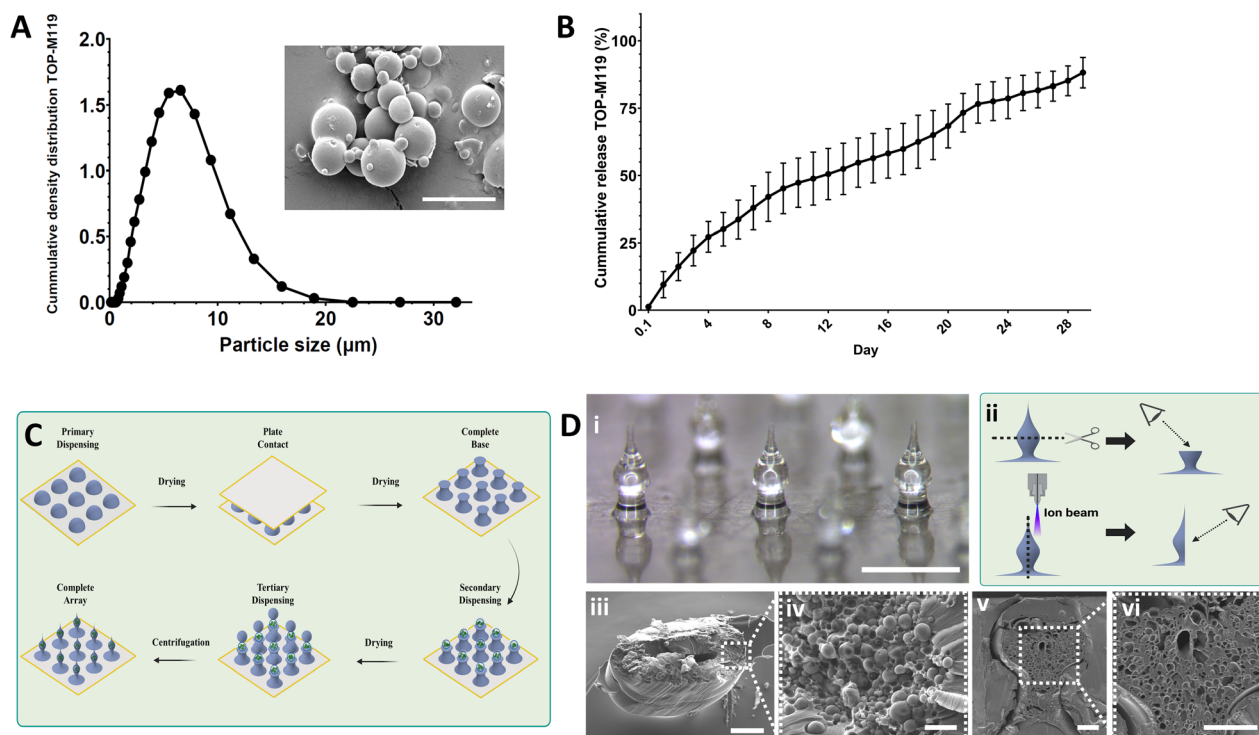 A
Cummulative density distribution TOP-M119
2.0
1.5
1.0
0.5
0.0
0
10
20
30
Particle size (µm)
B
Cummulative release TOP-M119 (%)
100
75
50
25
0
0.1
4
8
12
16
20
24
28
Day
C
Primary
Dispensing
Drying
Plate
Contact
Drying
Complete
Base
Complete
Array
Centrifugation
Tertiary
Dispensing
Drying
Secondary
Dispensing
D
i
ii
Ion beam
iii
iv
v
vi